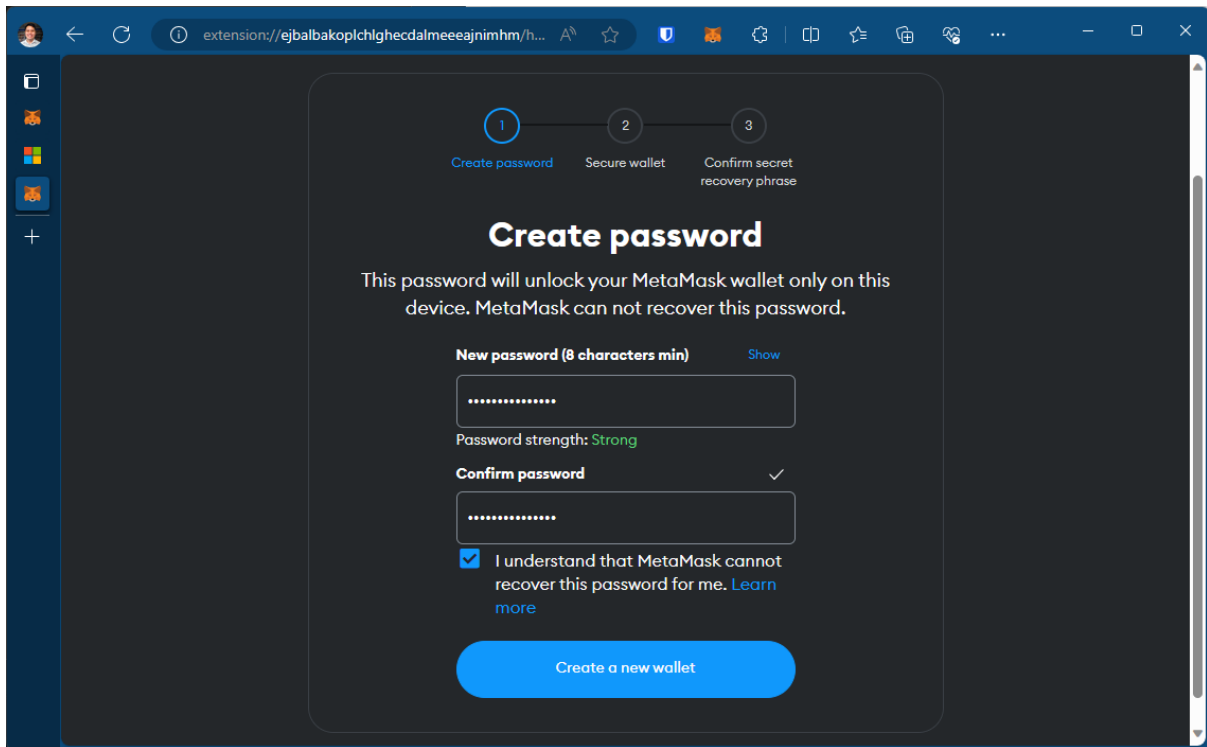 extension://ejbalbakoplchlghecdalmeeeajnimhm/h...
1
2
3
Create password
Secure wallet
Confirm secret
recovery phrase
Create password
This password will unlock your MetaMask wallet only on this
device. MetaMask can not recover this password.
New password (8 characters min) Show
•••••••••••••••
Password strength: Strong
Confirm password
•••••••••••••••
I understand that MetaMask cannot
recover this password for me. Learn
more
Create a new wallet